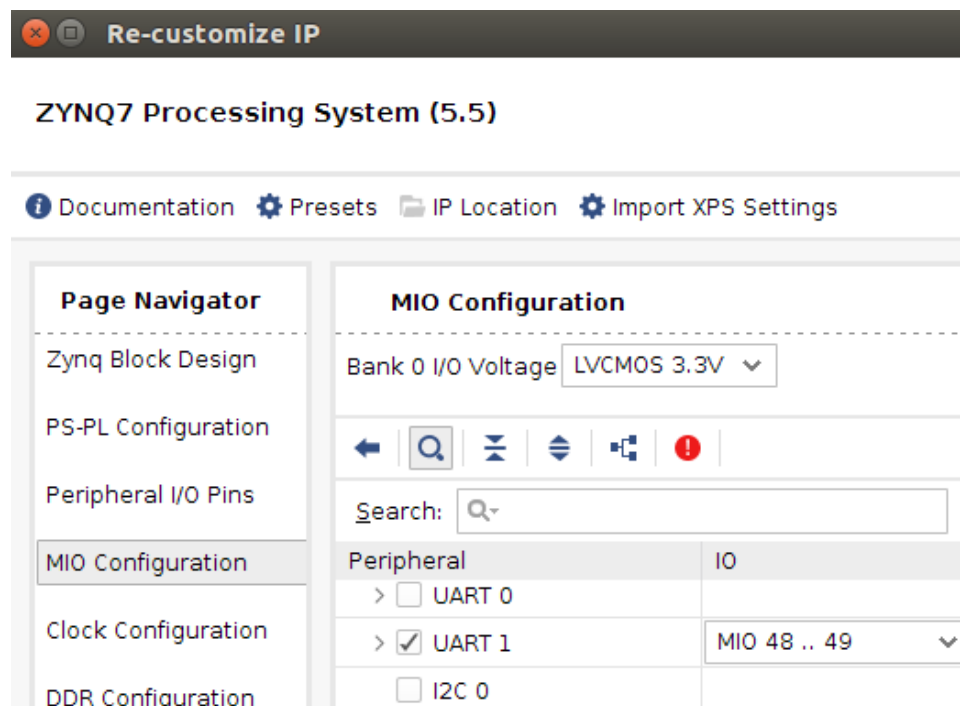 Re-customize IP
ZYNQ7 Processing System (5.5)
Documentation Presets IP Location Import XPS Settings
Page Navigator
Zynq Block Design
PS-PL Configuration
Peripheral I/O Pins
MIO Configuration
Clock Configuration
DDR Configuration
MIO Configuration
Bank 0 I/O Voltage LVCMOS 3.3V
Search:
Peripheral IO
UART 0
UART 1 MIO 48 .. 49
I2C 0